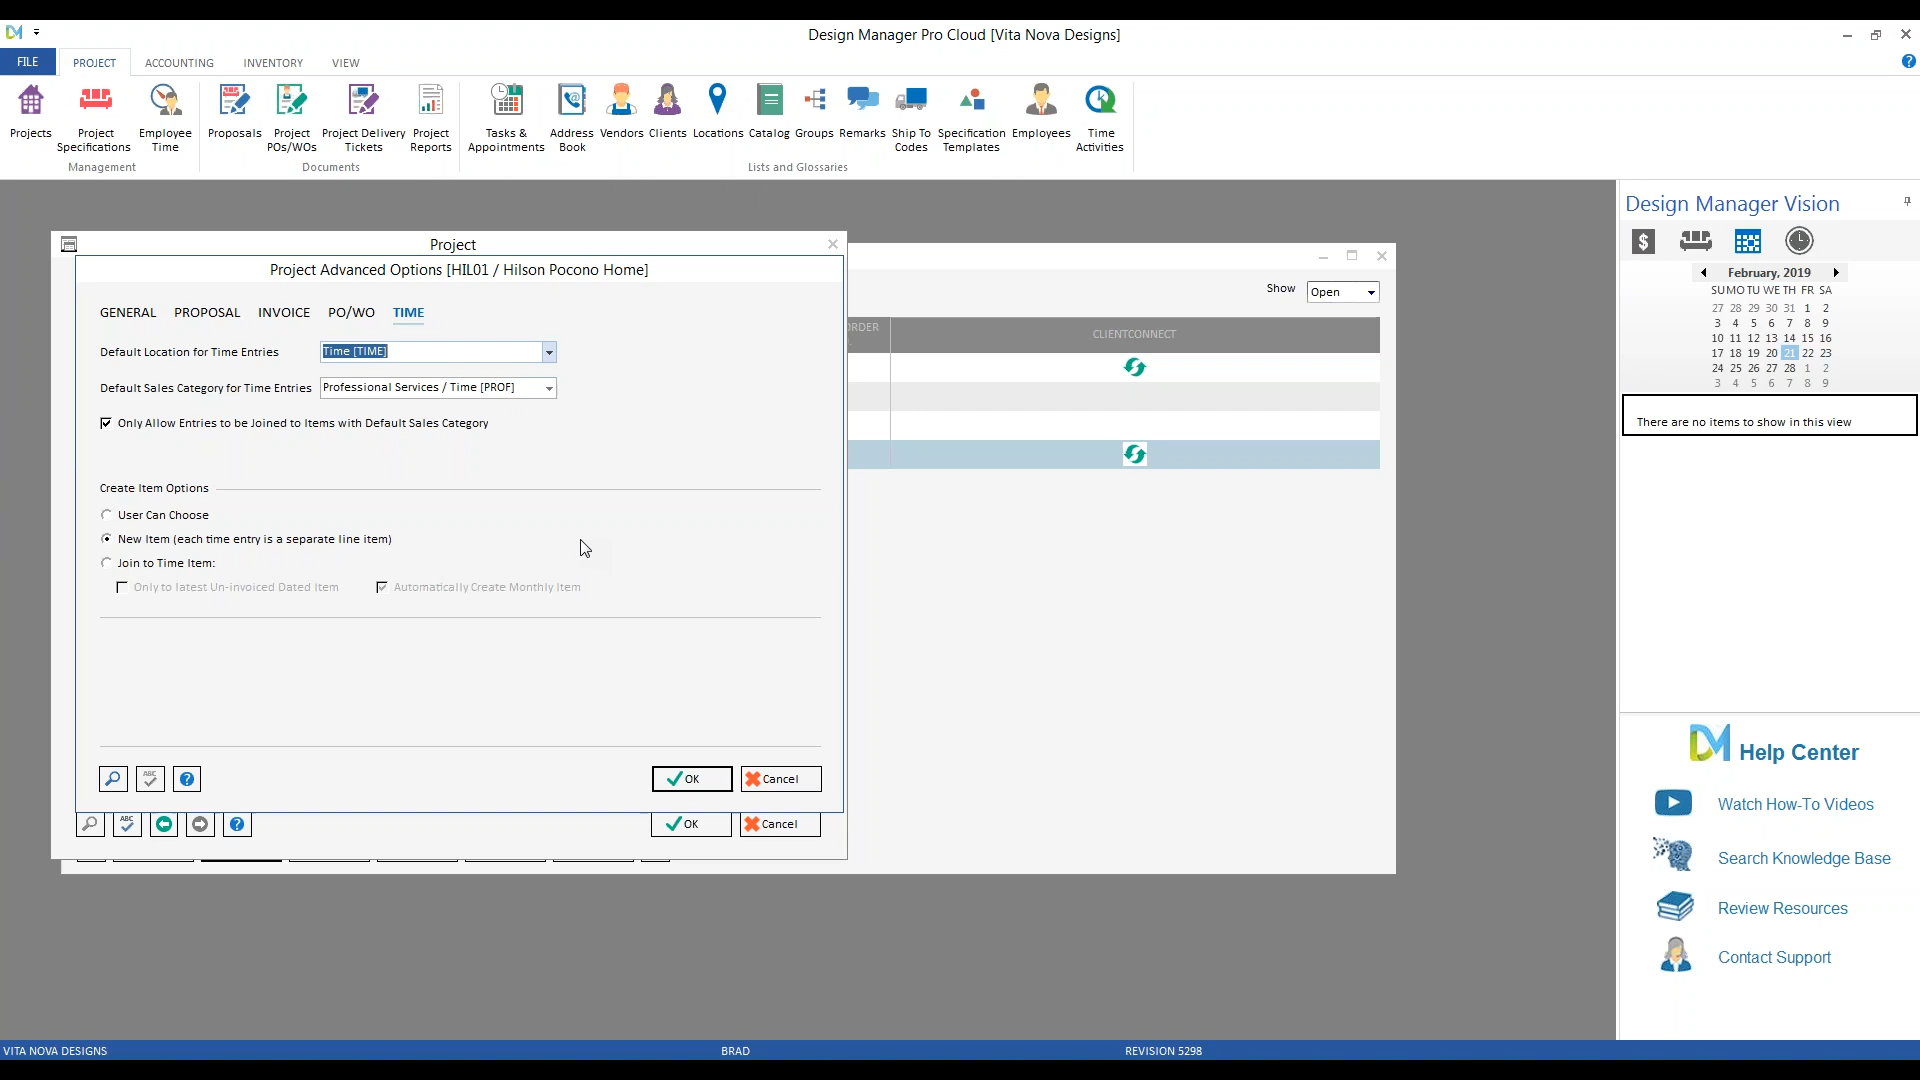 Design Manager Pro Cloud [Vita Nova Designs]
FILE PROJECT ACCOUNTING INVENTORY VIEW
Projects
Project Specifications
Employee Time
Management
Proposals
Project POs/WOs
Project Delivery Tickets
Project Reports
Documents
Tasks & Appointments
Address Book
Vendors
Clients
Locations
Catalog
Groups
Remarks
Ship To Codes
Specification Templates
Employees
Time Activities
Lists and Glossaries
Project
Project Advanced Options [HIL01 / Hilson Pocono Home]
GENERAL PROPOSAL INVOICE PO/WO TIME
Default Location for Time Entries Time [TIME]
Default Sales Category for Time Entries Professional Services / Time [PROF]
Only Allow Entries to be Joined to Items with Default Sales Category
Create Item Options
User Can Choose
New Item (each time entry is a separate line item)
Join to Time Item:
Only to latest Un-invoiced Dated Item Automatically Create Monthly Item
ABC ? OK Cancel
ABC ? OK Cancel
Show Open
ORDER CLIENTCONNECT
Design Manager Vision
$
February, 2019
SU MO TU WE TH FR SA
27 28 29 30 31 1 2
3 4 5 6 7 8 9
10 11 12 13 14 15 16
17 18 19 20 21 22 23
24 25 26 27 28 1 2
3 4 5 6 7 8 9
There are no items to show in this view
DM Help Center
Watch How-To Videos
Search Knowledge Base
Review Resources
Contact Support
VITA NOVA DESIGNS BRAD REVISION 5298